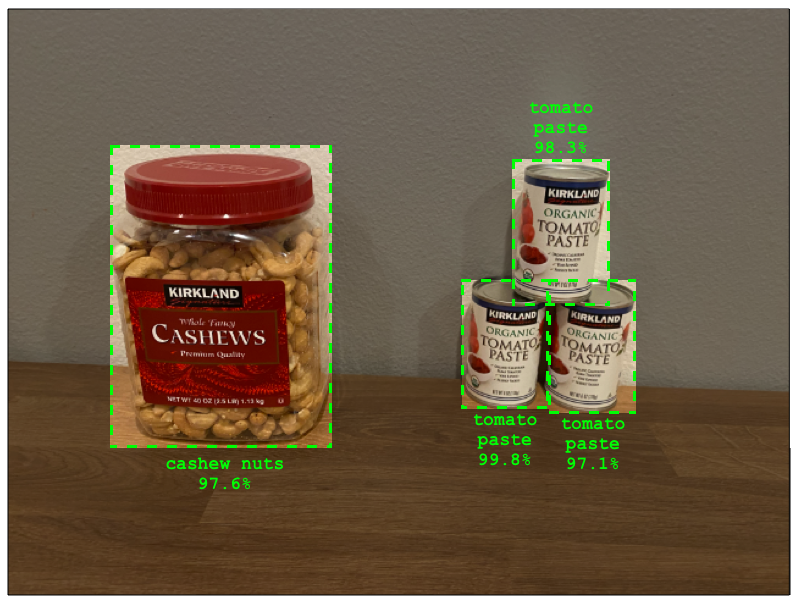 tomato
paste
98.3%
KIRKLAND
ORGANIC
TOMATO
PASTE
KIRKLAND
Signature
Whole Fancy
CASHEWS
Premium Quality
NET WT 40 OZ (2.5 LB) 1.13 kg
KIRKLAND
ORGANIC
TOMATO
PASTE
KIRKLAND
ORGANIC
TOMATO
PASTE
tomato
paste
99.8%
tomato
paste
97.1%
cashew nuts
97.6%